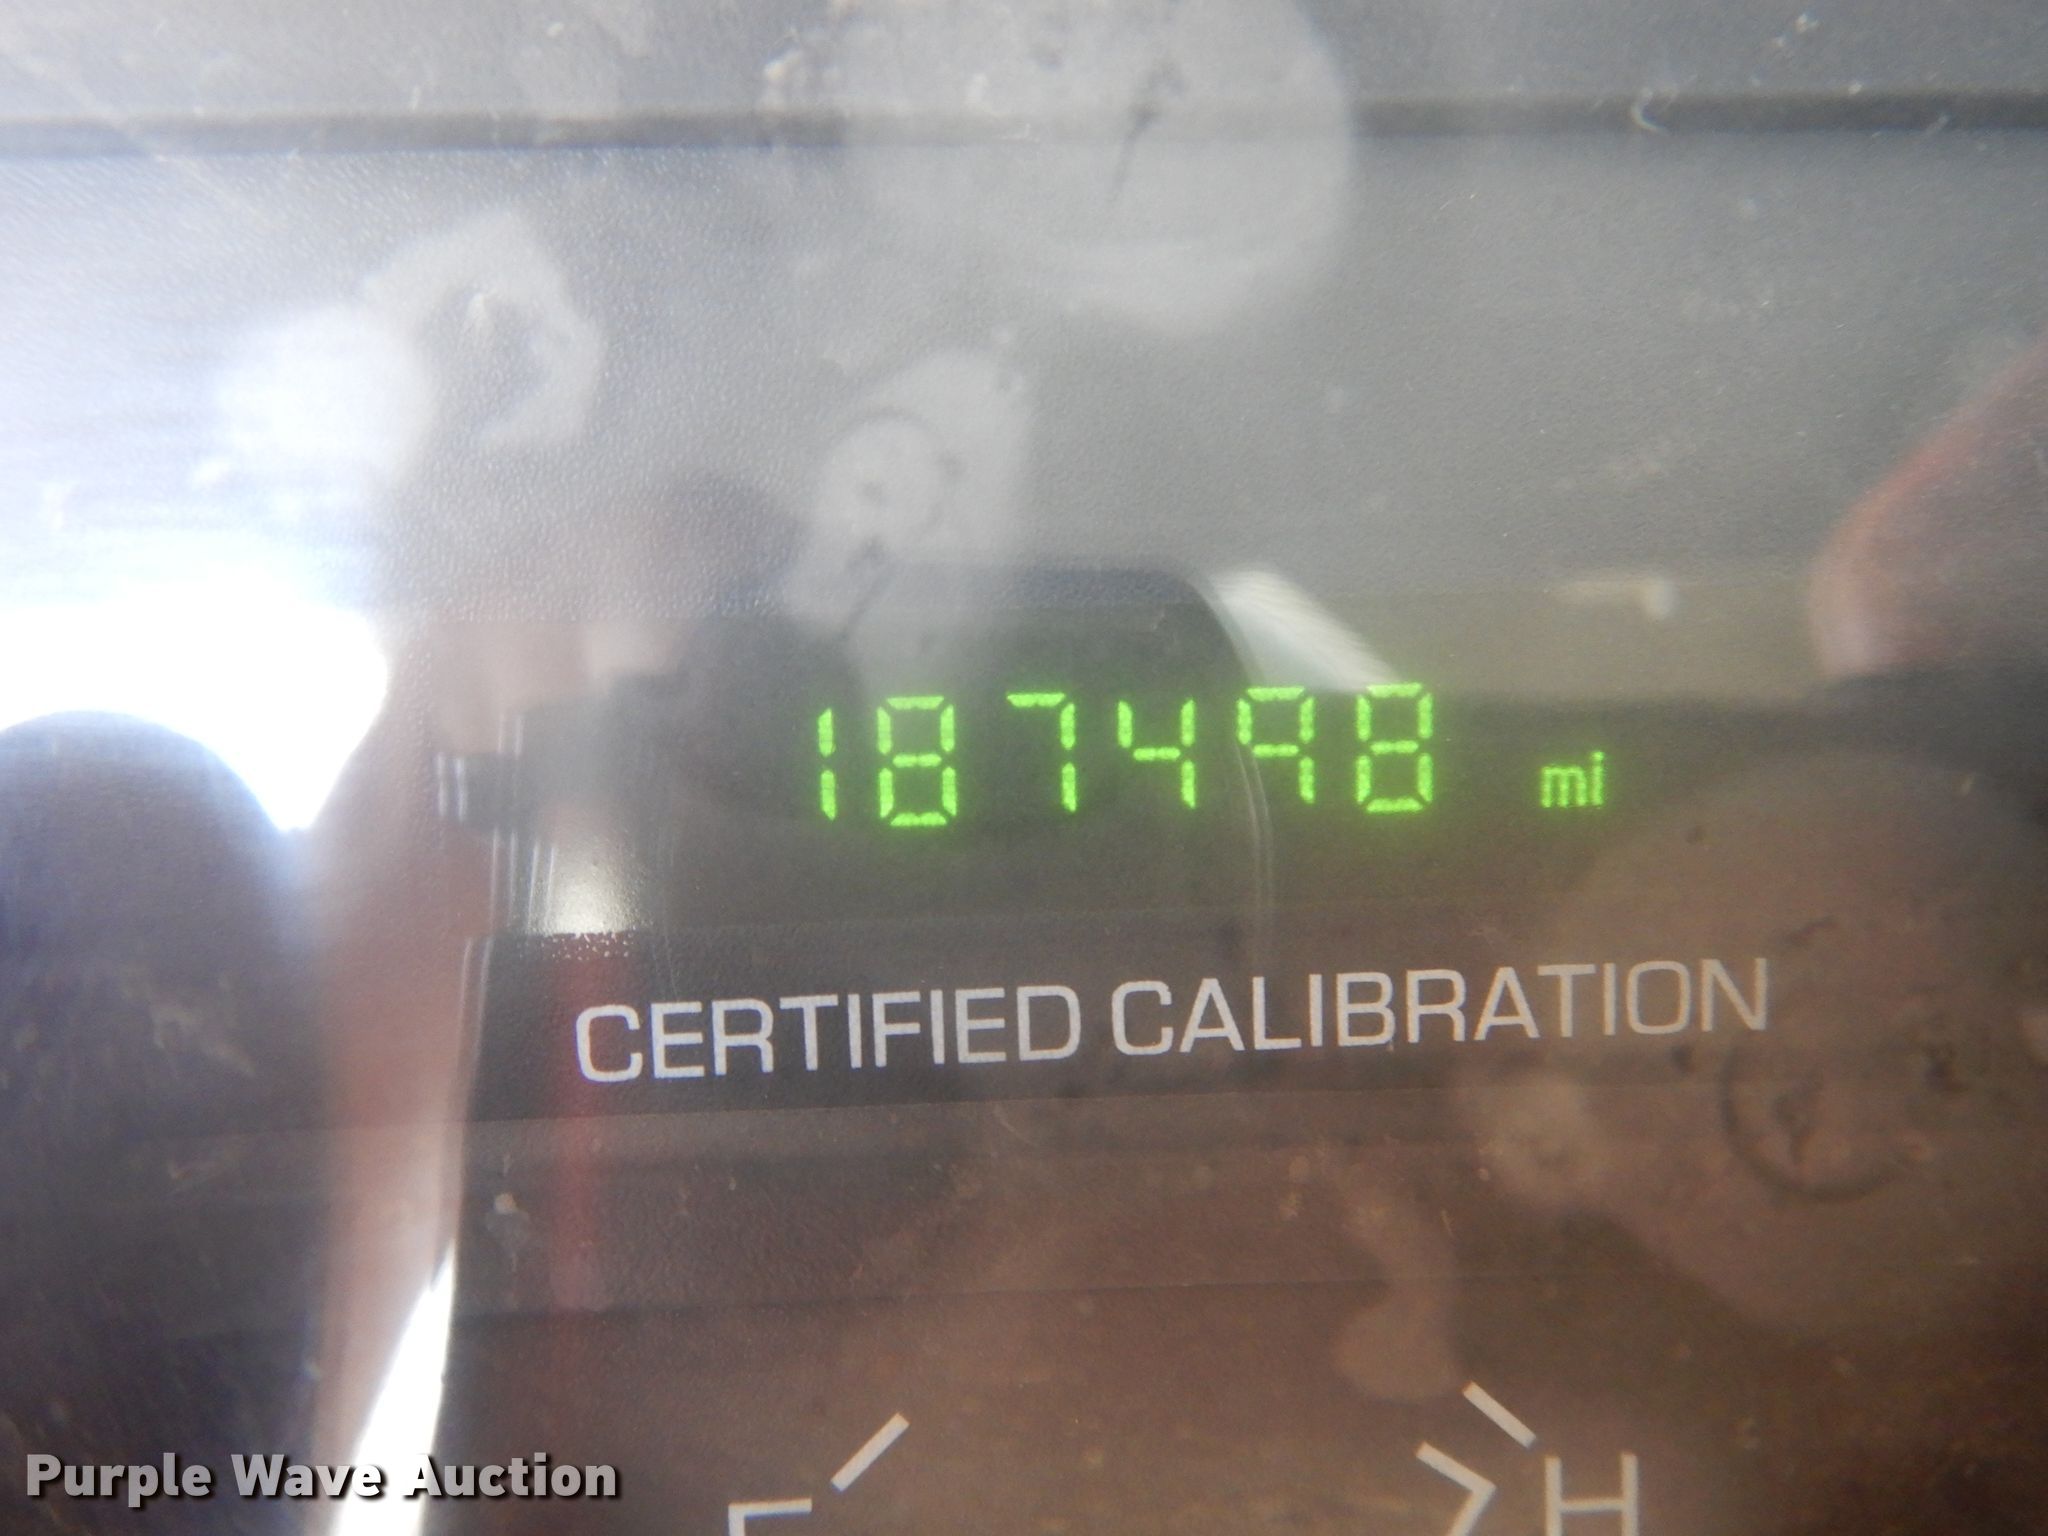 187498 mi
CERTIFIED CALIBRATION
H
Purple Wave Auction